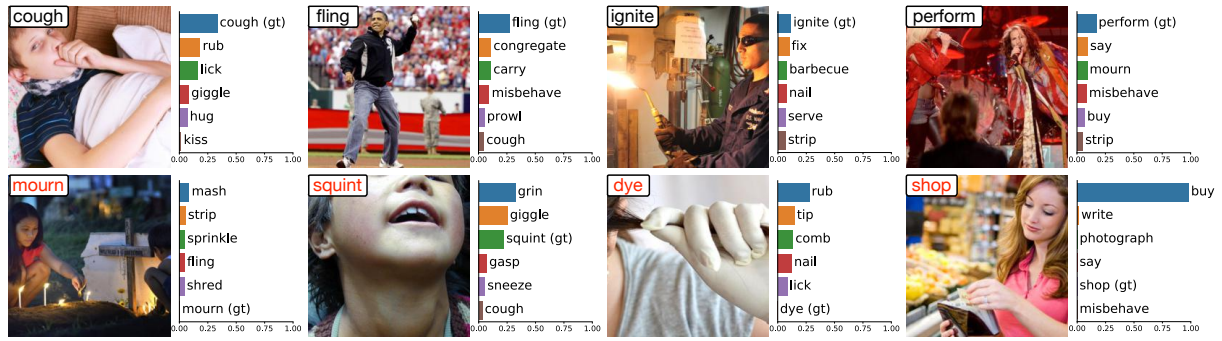 cough
cough (gt)
rub
lick
giggle
hug
kiss
0.00 0.25 0.50 0.75 1.00
fling
fling (gt)
congregate
carry
misbehave
prowl
cough
0.00 0.25 0.50 0.75 1.00
ignite
ignite (gt)
fix
barbecue
nail
serve
strip
0.00 0.25 0.50 0.75 1.00
perform
perform (gt)
say
mourn
misbehave
buy
strip
0.00 0.25 0.50 0.75 1.00
mourn
mash
strip
sprinkle
fling
shred
mourn (gt)
0.00 0.25 0.50 0.75 1.00
squint
grin
giggle
squint (gt)
gasp
sneeze
cough
0.00 0.25 0.50 0.75 1.00
dye
rub
tip
comb
nail
lick
dye (gt)
0.00 0.25 0.50 0.75 1.00
shop
buy
write
photograph
say
shop (gt)
misbehave
0.00 0.25 0.50 0.75 1.00